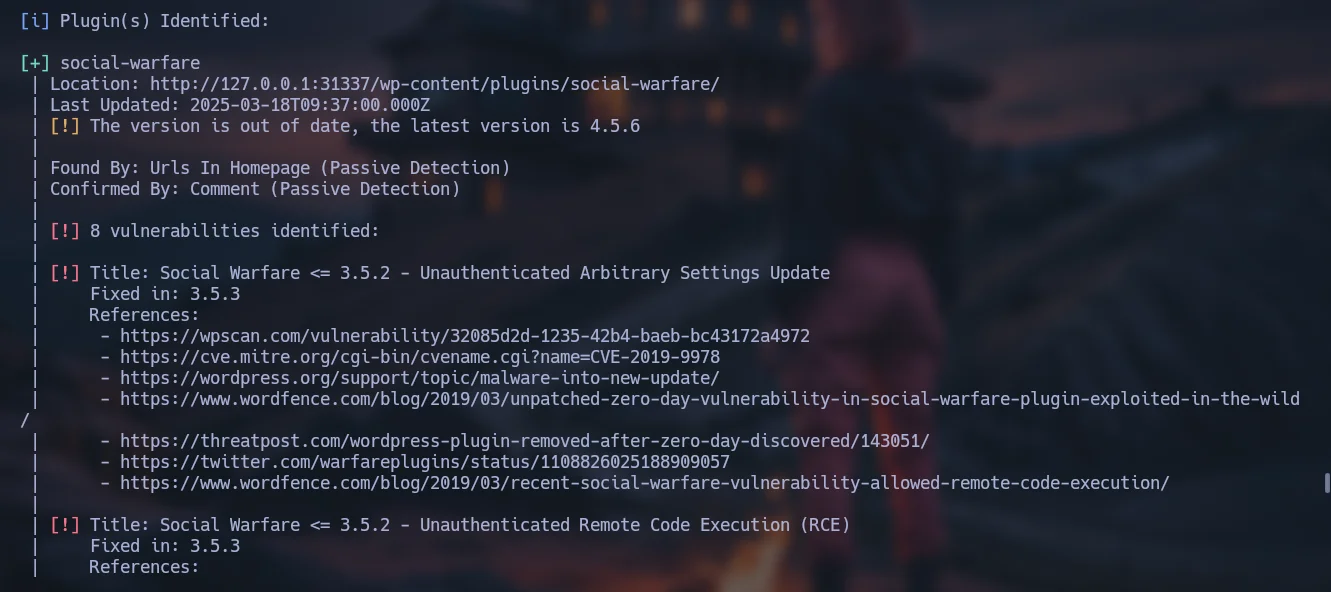 [i] Plugin(s) Identified:

[+] social-warfare
 | Location: http://127.0.0.1:31337/wp-content/plugins/social-warfare/
 | Last Updated: 2025-03-18T09:37:00.000Z
 | [!] The version is out of date, the latest version is 4.5.6
 |
 | Found By: Urls In Homepage (Passive Detection)
 | Confirmed By: Comment (Passive Detection)
 |
 | [!] 8 vulnerabilities identified:
 |
 | [!] Title: Social Warfare <= 3.5.2 - Unauthenticated Arbitrary Settings Update
 |     Fixed in: 3.5.3
 |     References:
 |      - https://wpscan.com/vulnerability/32085d2d-1235-42b4-baeb-bc43172a4972
 |      - https://cve.mitre.org/cgi-bin/cvename.cgi?name=CVE-2019-9978
 |      - https://wordpress.org/support/topic/malware-into-new-update/
 |      - https://www.wordfence.com/blog/2019/03/unpatched-zero-day-vulnerability-in-social-warfare-plugin-exploited-in-the-wild
/
 |      - https://threatpost.com/wordpress-plugin-removed-after-zero-day-discovered/143051/
 |      - https://twitter.com/warfareplugins/status/1108826025188909057
 |      - https://www.wordfence.com/blog/2019/03/recent-social-warfare-vulnerability-allowed-remote-code-execution/
 |
 | [!] Title: Social Warfare <= 3.5.2 - Unauthenticated Remote Code Execution (RCE)
 |     Fixed in: 3.5.3
 |     References: